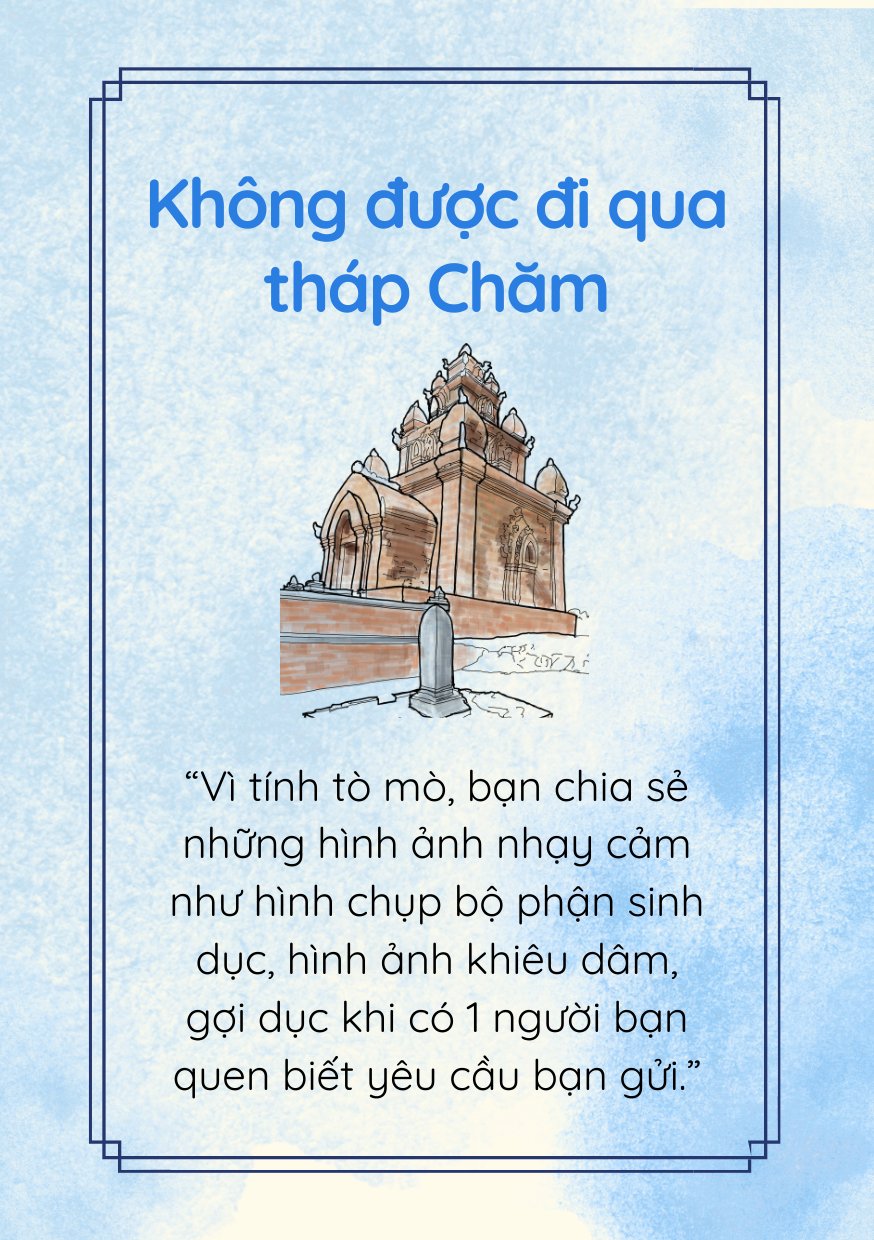 Không được đi qua
tháp Chăm
“Vì tính tò mò, bạn chia sẻ
những hình ảnh nhạy cảm
như hình chụp bộ phận sinh
dục, hình ảnh khiêu dâm,
gợi dục khi có 1 người bạn
quen biết yêu cầu bạn gửi.”